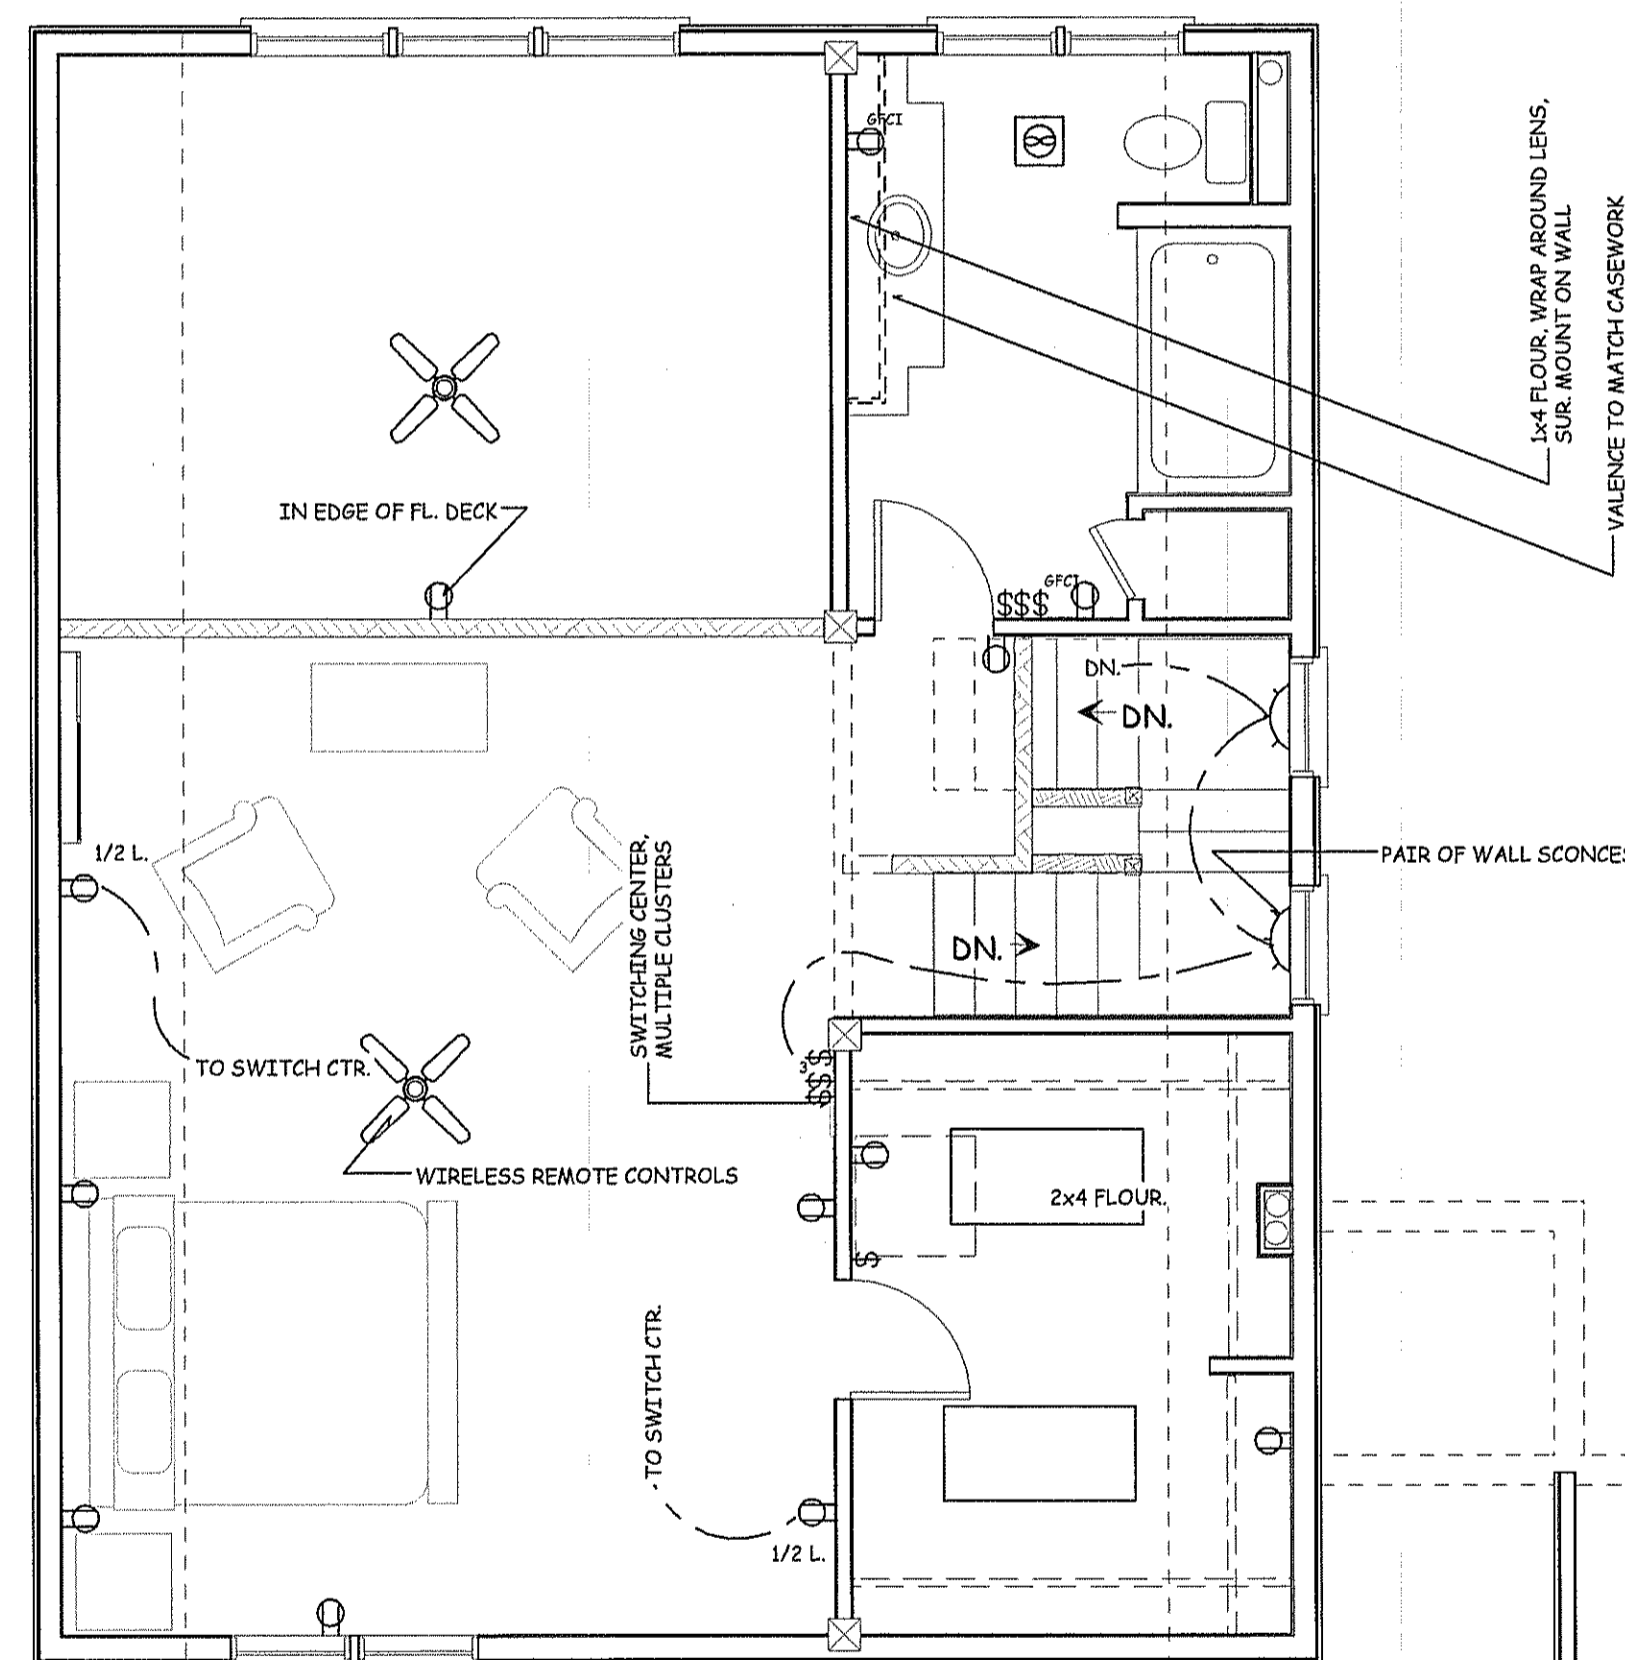 GFCI
1x4 FLOUR. WRAP AROUND LENS,
SUR. MOUNT ON WALL
VALENCE TO MATCH CASEWORK
IN EDGE OF FL. DECK
$$$
GFCI
DN.
DN.
1/2 L.
SWITCHING CENTER,
MULTIPLE CLUSTERS
PAIR OF WALL SCONCES
DN.
TO SWITCH CTR.
$
3
$
$
WIRELESS REMOTE CONTROLS
2x4 FLOUR.
$
TO SWITCH CTR.
1/2 L.